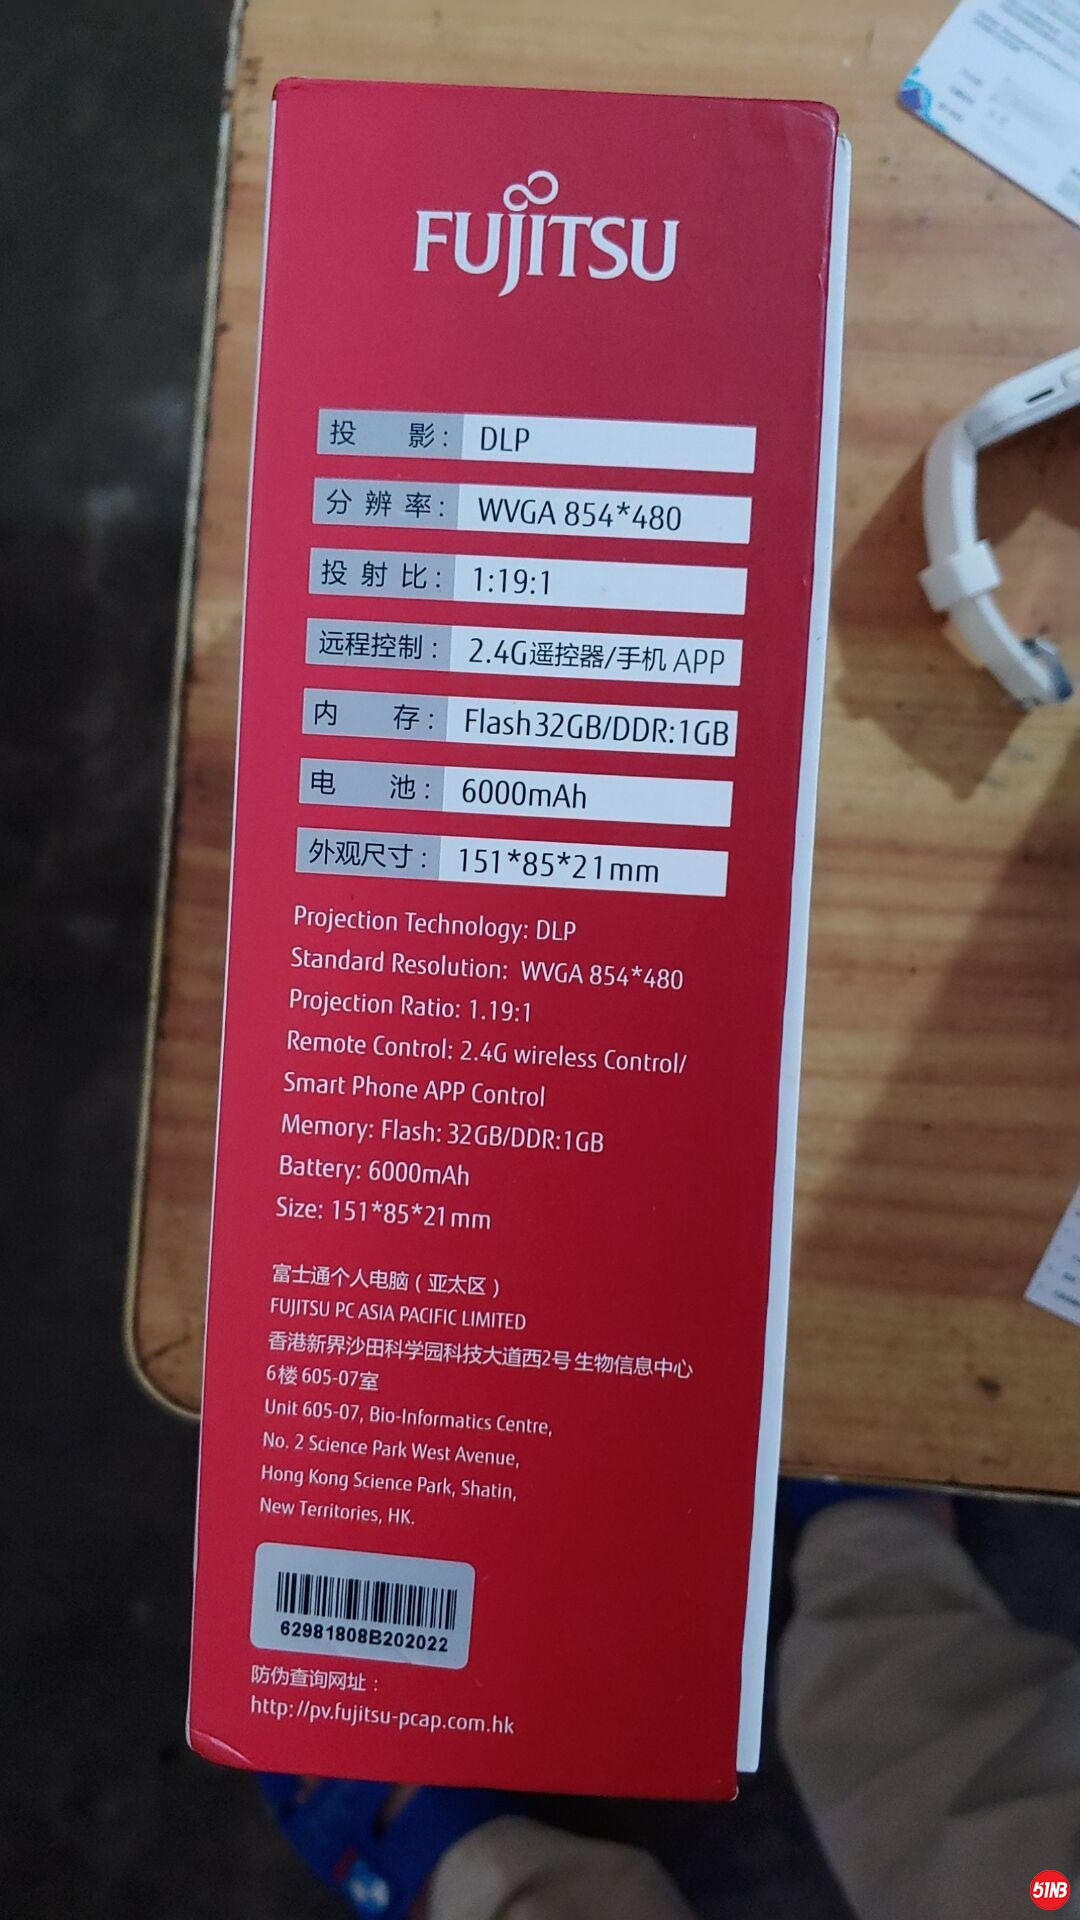 FUJITSU
投 影: DLP
分辨率: WVGA 854*480
投射比: 1:19:1
远程控制: 2.4G遥控器/手机 APP
内 存: Flash32GB/DDR:1GB
电 池: 6000mAh
外观尺寸: 151*85*21mm
Projection Technology: DLP
Standard Resolution: WVGA 854*480
Projection Ratio: 1.19:1
Remote Control: 2.4G wireless Control/
Smart Phone APP Control
Memory: Flash: 32GB/DDR:1GB
Battery: 6000mAh
Size: 151*85*21mm
富士通个人电脑（亚太区）
FUJITSU PC ASIA PACIFIC LIMITED
香港新界沙田科学园科技大道西2号 生物信息中心
6楼 605-07室
Unit 605-07, Bio-Informatics Centre,
No. 2 Science Park West Avenue,
Hong Kong Science Park, Shatin,
New Territories, HK.
62981808B202022
防伪查询网址：
http://pv.fujitsu-pcap.com.hk
51NB